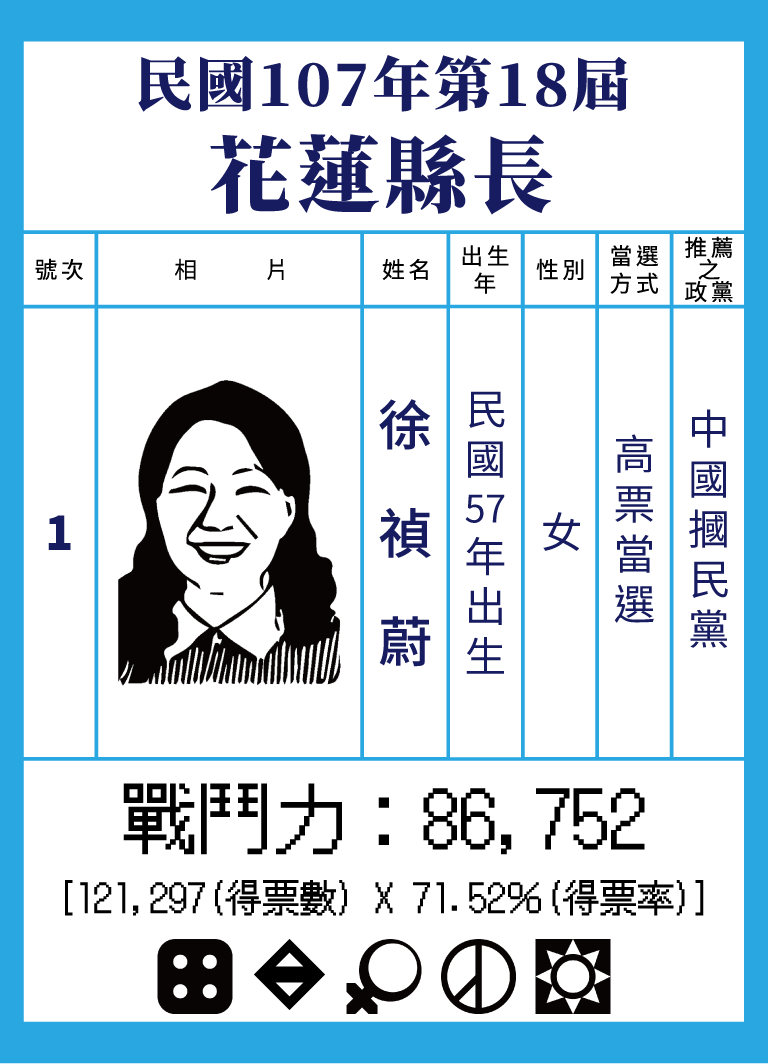 民國107年第18屆
花蓮縣長
號次
相 片
姓名
出生
年
性別
當選
方式
推薦
之
政黨
1
徐禎蔚
民國57年出生
女
高票當選
中國摑民黨
戰鬥力：86,752
[121,297(得票數) X 71.52%(得票率)]